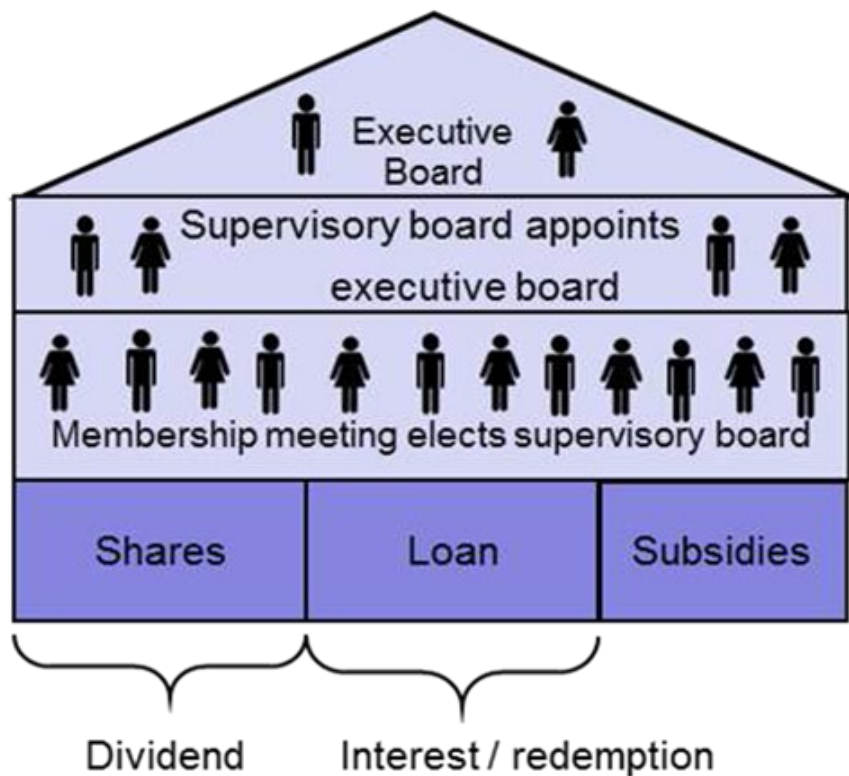 Executive
Board
Supervisory board appoints
executive board
Membership meeting elects supervisory board
Shares
Loan
Subsidies
Dividend
Interest / redemption